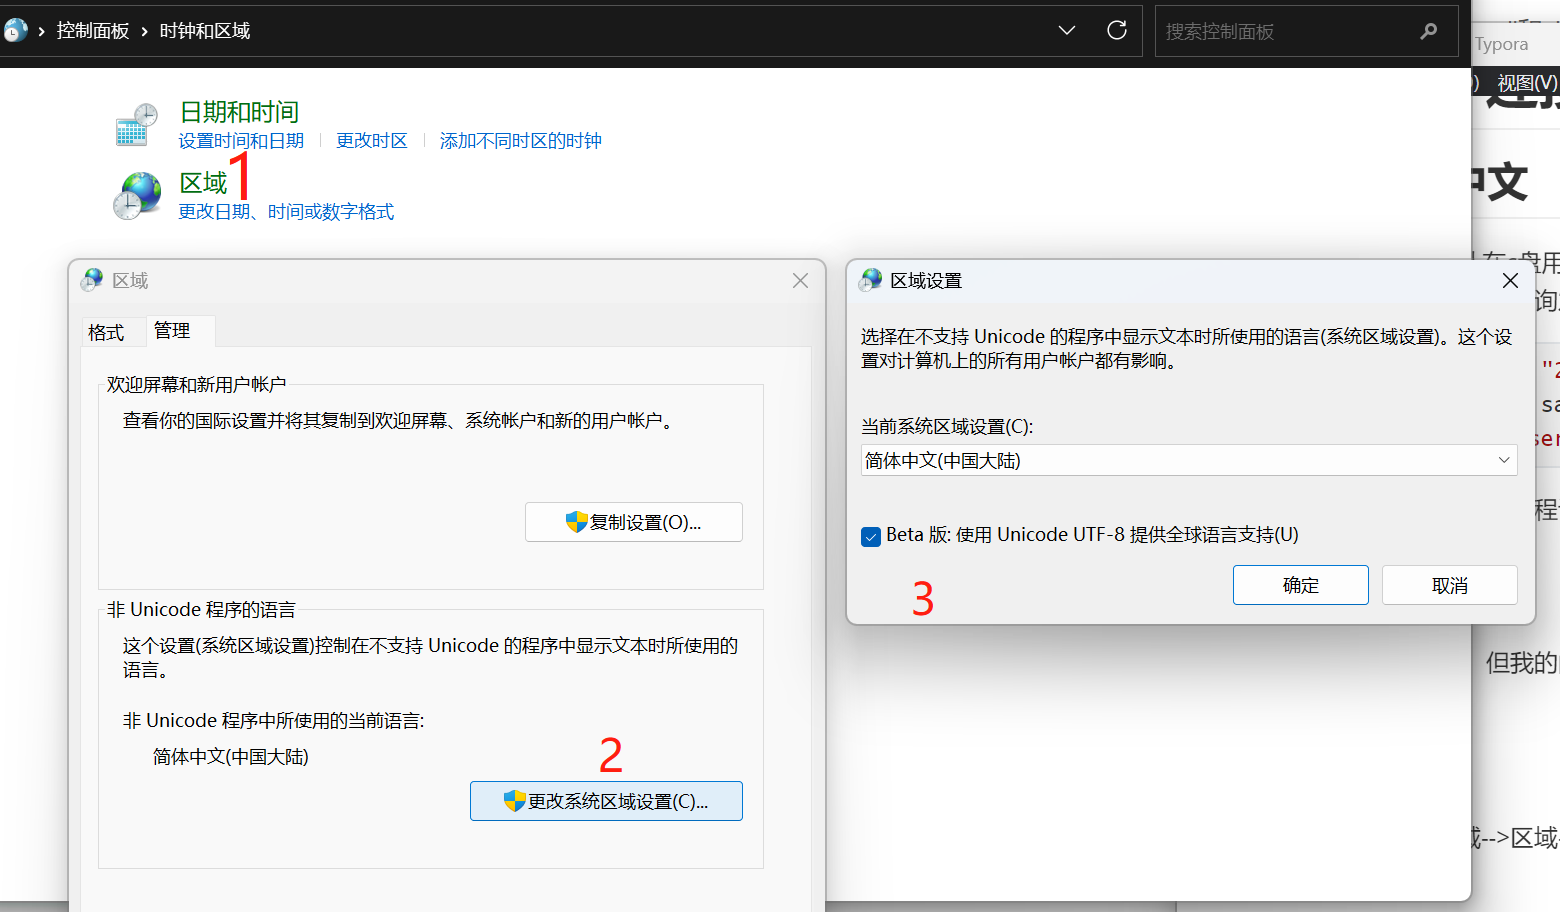 控制面板 › 时钟和区域
搜索控制面板
Typora
视图(V)
日期和时间
设置时间和日期
更改时区
添加不同时区的时钟
1
区域
更改日期、时间或数字格式
中文
区域
格式
管理
欢迎屏幕和新用户帐户
查看你的国际设置并将其复制到欢迎屏幕、系统帐户和新的用户帐户。
复制设置(O)...
非 Unicode 程序的语言
这个设置(系统区域设置)控制在不支持 Unicode 的程序中显示文本时所使用的
语言。
非 Unicode 程序中所使用的当前语言:
简体中文(中国大陆)
2
更改系统区域设置(C)...
区域设置
选择在不支持 Unicode 的程序中显示文本时所使用的语言(系统区域设置)。这个设
置对计算机上的所有用户帐户都有影响。
当前系统区域设置(C):
简体中文(中国大陆)
Beta 版: 使用 Unicode UTF-8 提供全球语言支持(U)
3
确定
取消
盘用
询
"2
sa
ser
程
但我的
-->区域